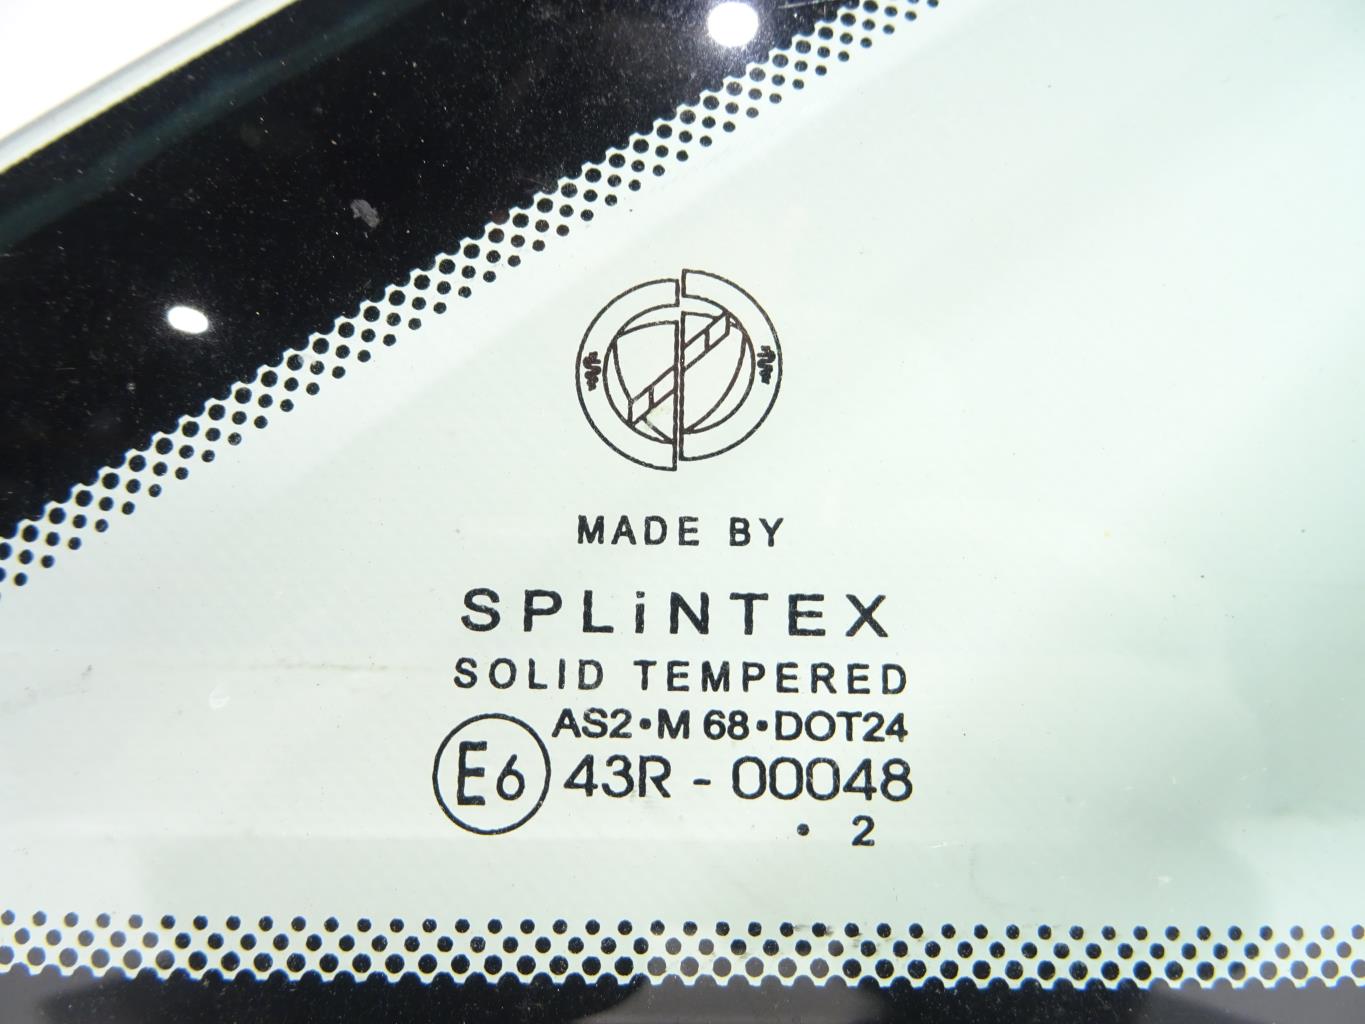 MADE BY
SPLiNTEX
SOLID TEMPERED
AS2•M 68•DOT24
E6 43R - 00048
• 2